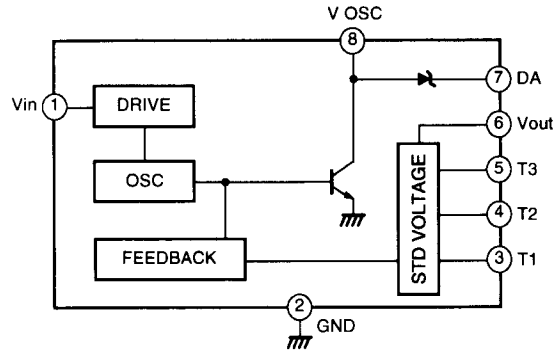 V OSC
8
7 DA
Vin 1
DRIVE
6 Vout
OSC
STD VOLTAGE
5 T3
4 T2
FEEDBACK
3 T1
2
GND